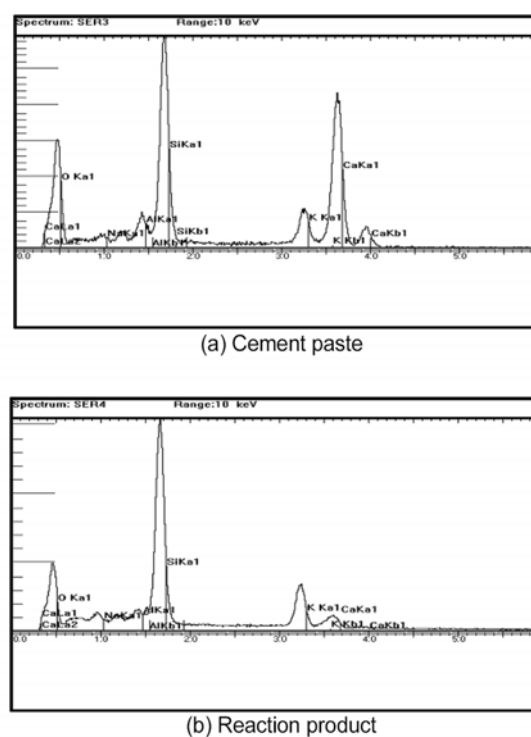 Spectrum: SER3 Range:10 keV
SiKa1
CaKa1
O Ka1
AlKa1
K Ka1
CaLa1
NaKa1
SiKb1
CaKb1
CaLa2
AlKb1
K Kb1
0.0 1.0 2.0 3.0 4.0 5.0
(a) Cement paste
Spectrum: SER4 Range:10 keV
SiKa1
O Ka1
CaLa1
NaKa1
AlKa1
K Ka1
CaKa1
CaLa2
AlKb1
K Kb1
CaKb1
0.0 1.0 2.0 3.0 4.0 5.0
(b) Reaction product